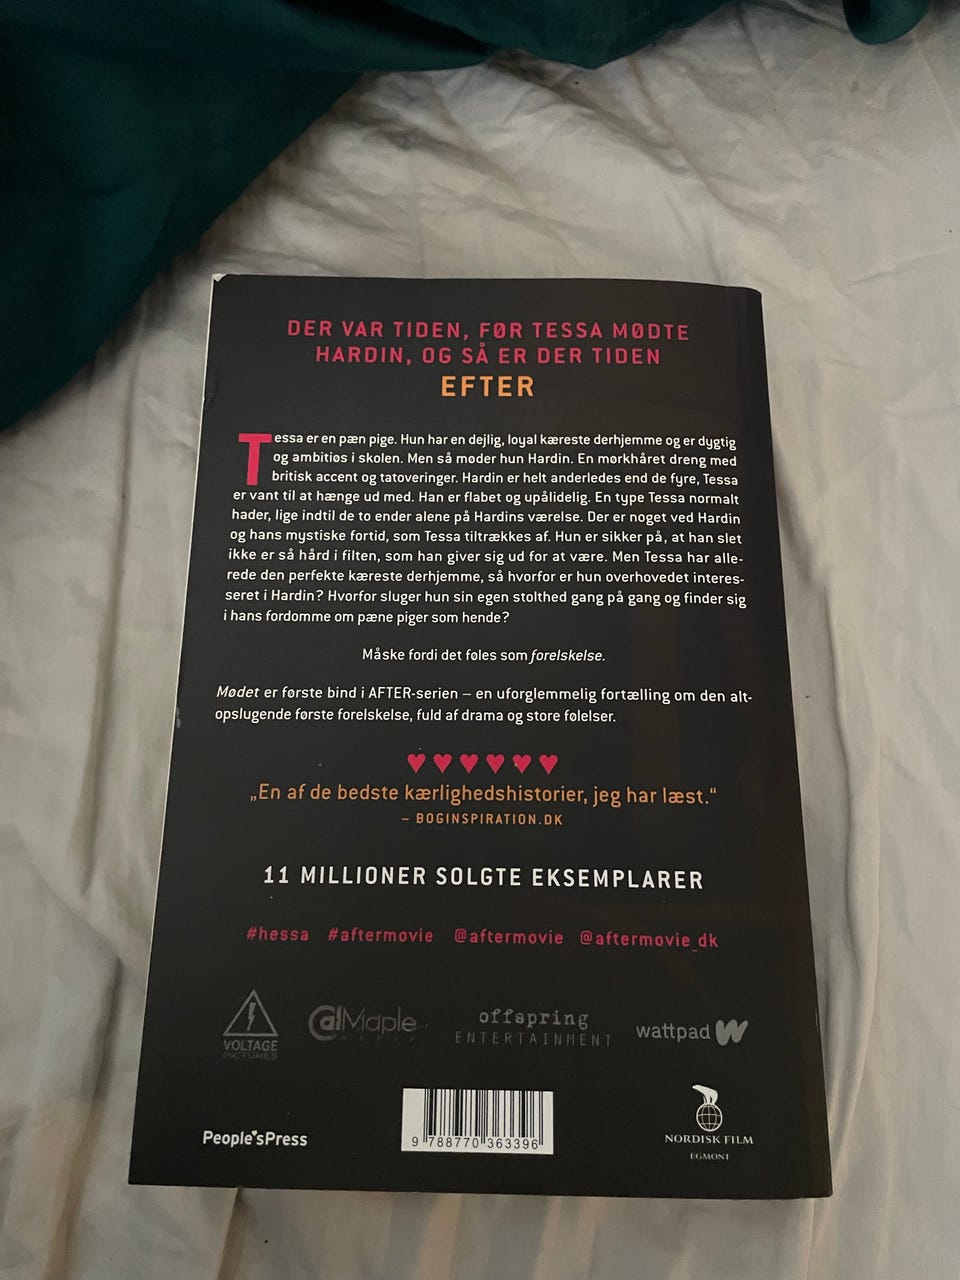 DER VAR TIDEN, FØR TESSA MØDTE
HARDIN, OG SÅ ER DER TIDEN
EFTER
Tessa er en pæn pige. Hun har en dejlig, loyal kæreste derhjemme og er dygtig
og ambitiøs i skolen. Men så møder hun Hardin. En mørkhåret dreng med
britisk accent og tatoveringer. Hardin er helt anderledes end de fyre, Tessa
er vant til at hænge ud med. Han er flabet og upålidelig. En type Tessa normalt
hader, lige indtil de to ender alene på Hardins værelse. Der er noget ved Hardin
og hans mystiske fortid, som Tessa tiltrækkes af. Hun er sikker på, at han slet
ikke er så hård i filten, som han giver sig ud for at være. Men Tessa har alle-
rede den perfekte kæreste derhjemme, så hvorfor er hun overhovedet interes-
seret i Hardin? Hvorfor sluger hun sin egen stolthed gang på gang og finder sig
i hans fordomme om pæne piger som hende?
Måske fordi det føles som forelskelse.
Mødet er første bind i AFTER-serien – en uforglemmelig fortælling om den alt-
opslugende første forelskelse, fuld af drama og store følelser.
♥♥♥♥♥♥
„En af de bedste kærlighedshistorier, jeg har læst.“
– BOGINSPIRATION.DK
11 MILLIONER SOLGTE EKSEMPLARER
#hessa #aftermovie @aftermovie @aftermovie_dk
VOLTAGE
PICTURES
CalMaple
MEDIA
offspring
ENTERTAINMENT
wattpad W
People'sPress
9 788770 363396
NORDISK FILM
EGMONT